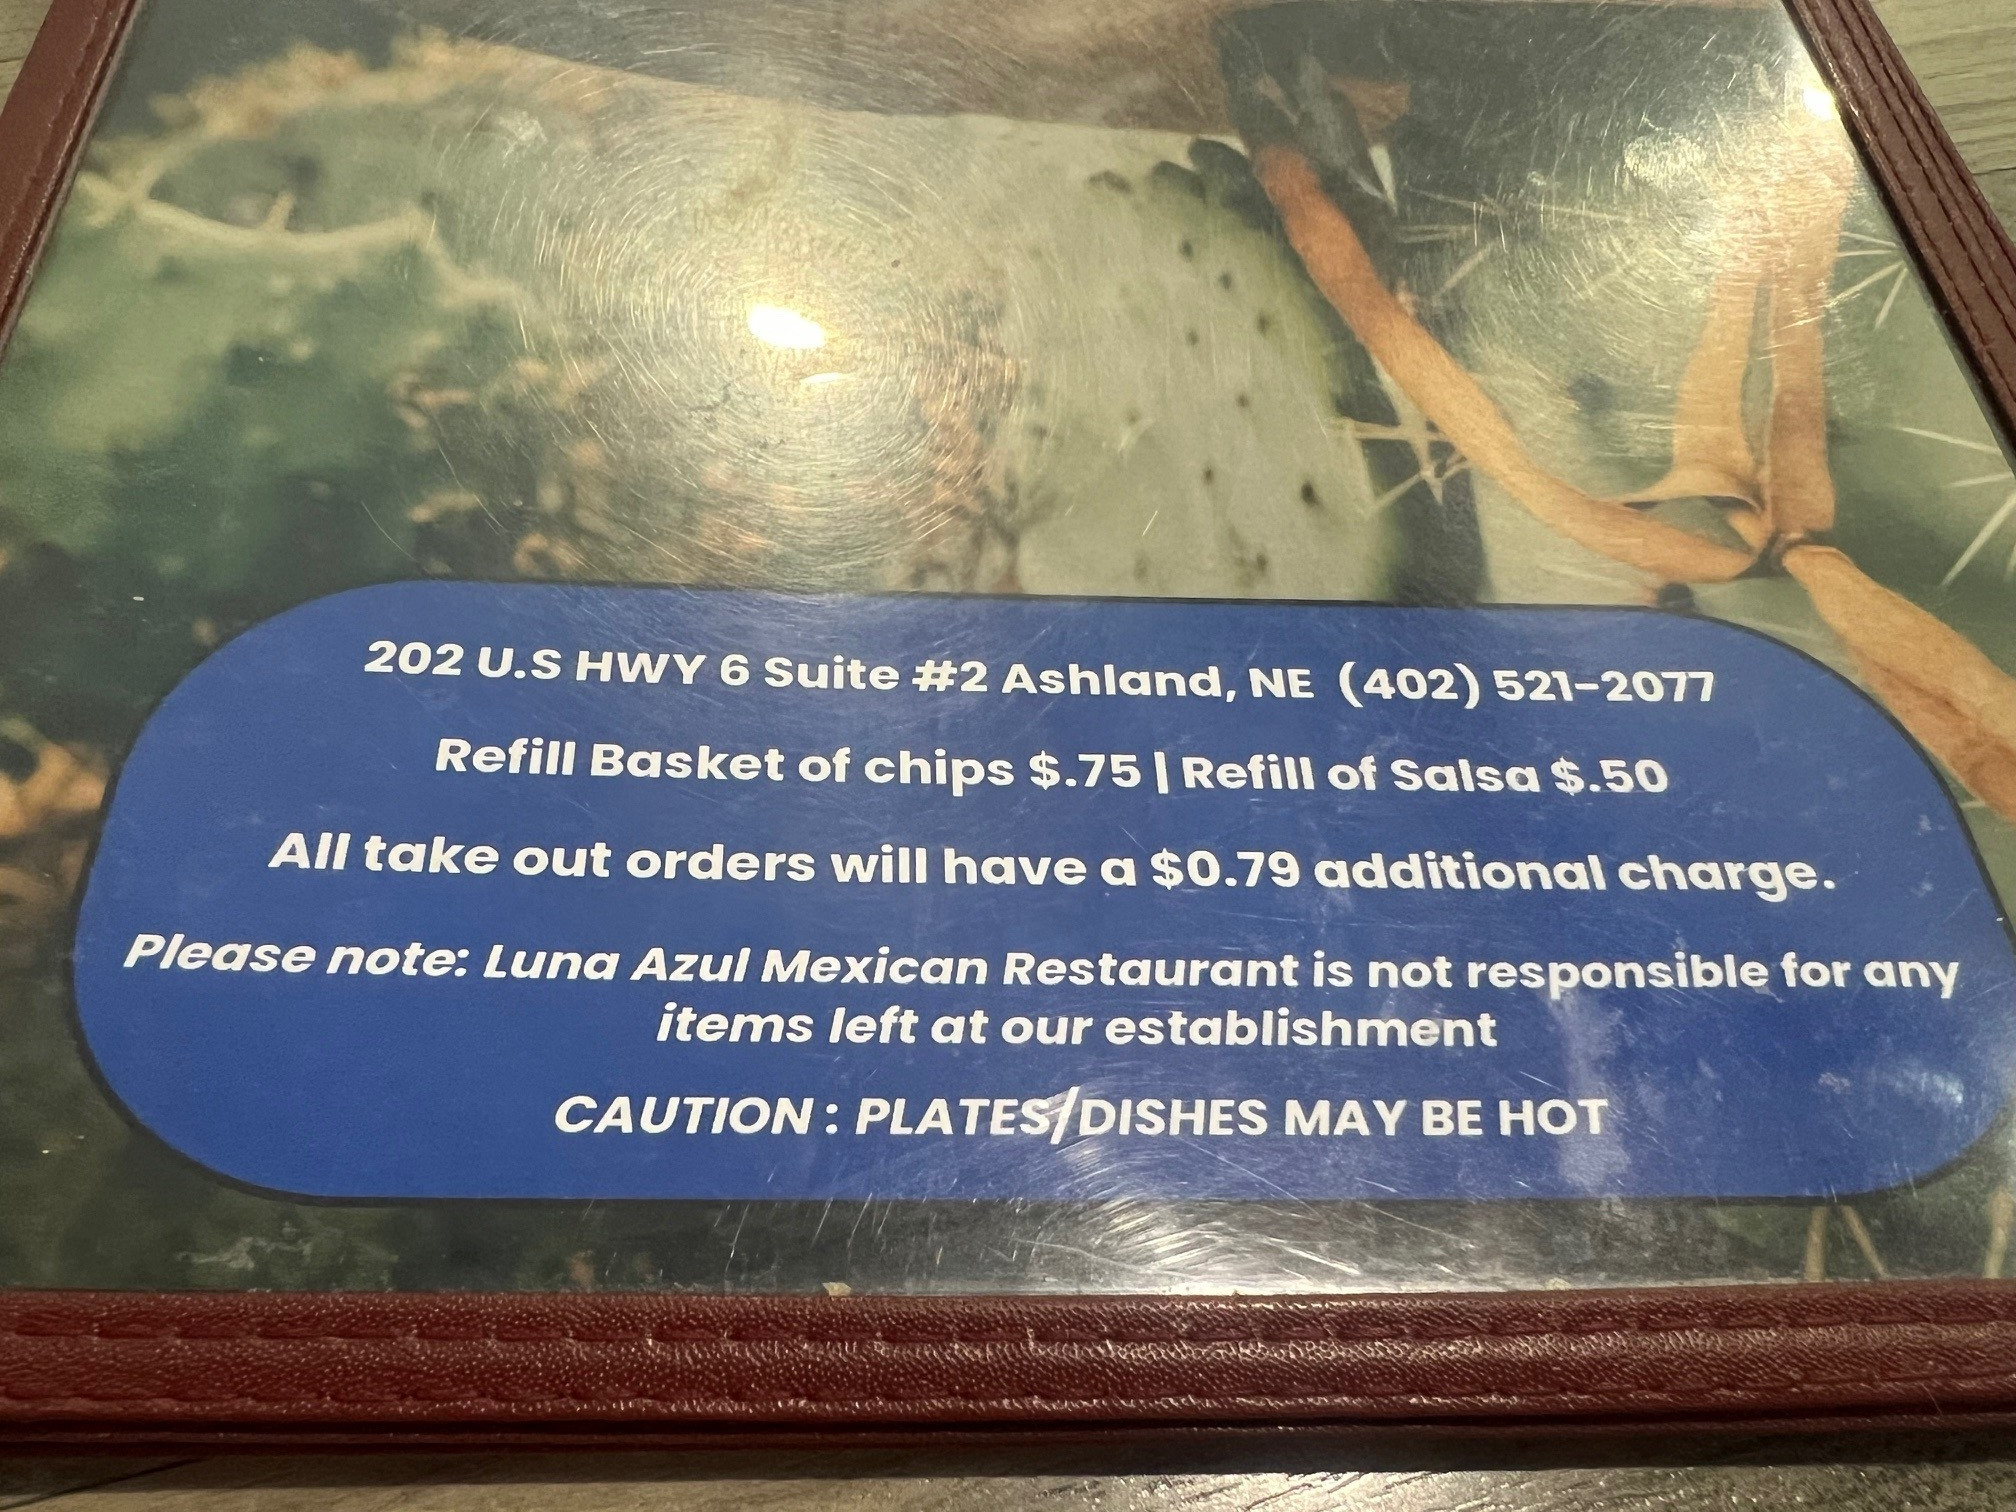 202 U.S HWY 6 Suite #2 Ashland, NE (402) 521-2077
Refill Basket of chips $.75 | Refill of Salsa $.50
All take out orders will have a $0.79 additional charge.
Please note: Luna Azul Mexican Restaurant is not responsible for any
items left at our establishment
CAUTION : PLATES/DISHES MAY BE HOT